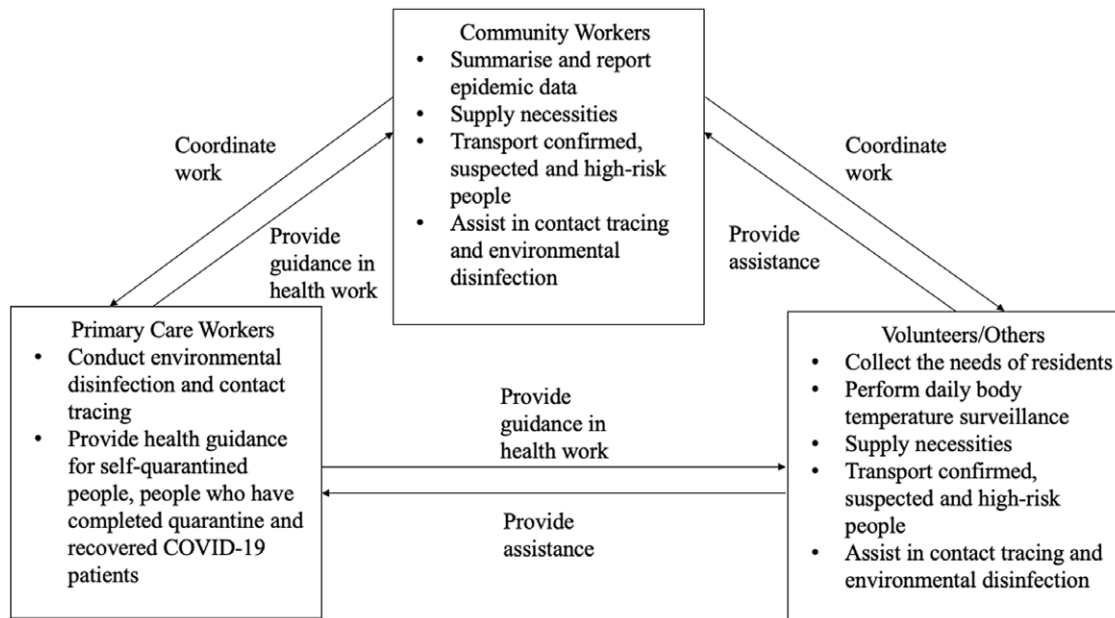 Community Workers
• Summarise and report
epidemic data
• Supply necessities
• Transport confirmed,
suspected and high-risk
people
• Assist in contact tracing
and environmental
disinfection
Coordinate
work
Provide
guidance in
health work
Coordinate
work
Provide
assistance
Primary Care Workers
• Conduct environmental
disinfection and contact
tracing
• Provide health guidance
for self-quarantined
people, people who have
completed quarantine and
recovered COVID-19
patients
Provide
guidance in
health work
Provide
assistance
Volunteers/Others
• Collect the needs of residents
• Perform daily body
temperature surveillance
• Supply necessities
• Transport confirmed,
suspected and high-risk
people
• Assist in contact tracing and
environmental disinfection